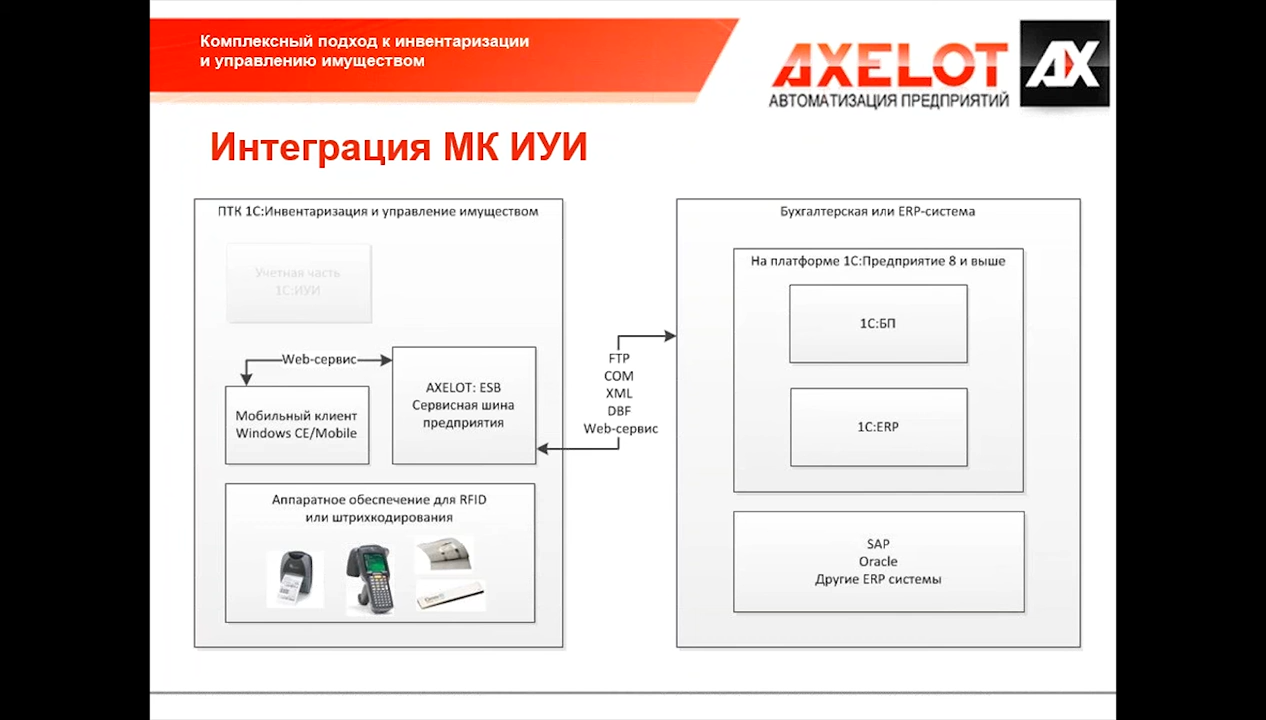 Комплексный подход к инвентаризации
и управлению имуществом
AXELOT
АВТОМАТИЗАЦИЯ ПРЕДПРИЯТИЙ
AX
Интеграция МК ИУИ
ПТК 1С:Инвентаризация и управление имуществом
Учетная часть
1С:ИУИ
Web-сервис
Мобильный клиент
Windows CE/Mobile
AXELOT: ESB
Сервисная шина
предприятия
Аппаратное обеспечение для RFID
или штрихкодирования
FTP
COM
XML
DBF
Web-сервис
Бухгалтерская или ERP-система
На платформе 1С:Предприятие 8 и выше
1С:БП
1С:ERP
SAP
Oracle
Другие ERP системы